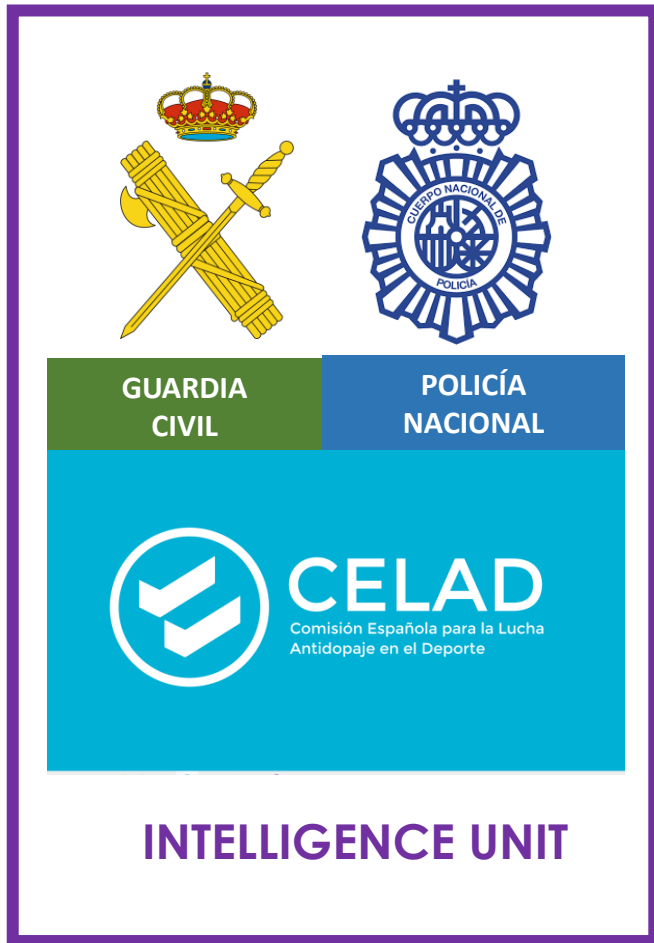 CUERPO NACIONAL DE
POLICÍA
GUARDIA
CIVIL
POLICÍA
NACIONAL
CELAD
Comisión Española para la Lucha
Antidopaje en el Deporte
INTELLIGENCE UNIT